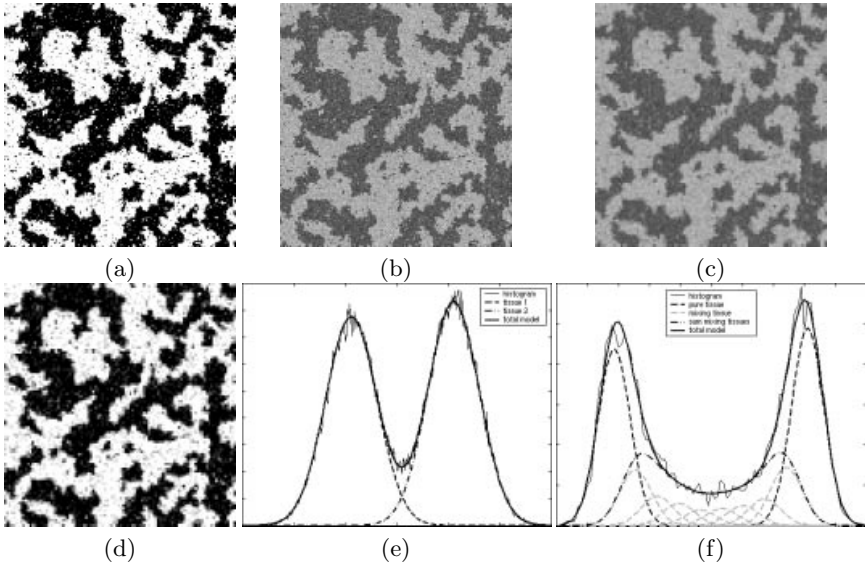 (a)
(b)
(c)
histogram
tissue 1
tissue 2
total model
histogram
pure tissue
mixing tissue
sum mixing tissues
total model
(d)
(e)
(f)